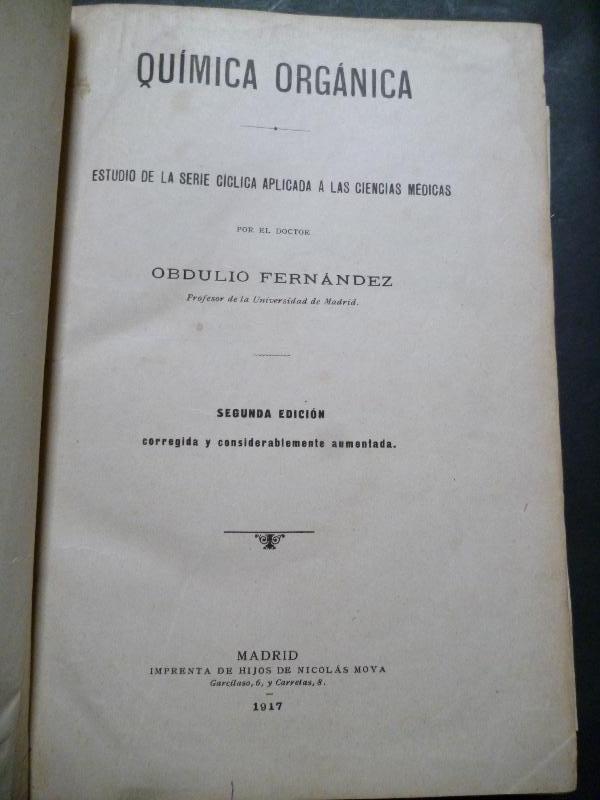 QUÍMICA ORGÁNICA
ESTUDIO DE LA SERIE CÍCLICA APLICADA Á LAS CIENCIAS MÉDICAS
POR EL DOCTOR
OBDULIO FERNÁNDEZ
Profesor de la Universidad de Madrid.
SEGUNDA EDICIÓN
corregida y considerablemente aumentada.
MADRID
IMPRENTA DE HIJOS DE NICOLÁS MOYA
Garcilaso, 6, y Carretas, 8.
1917